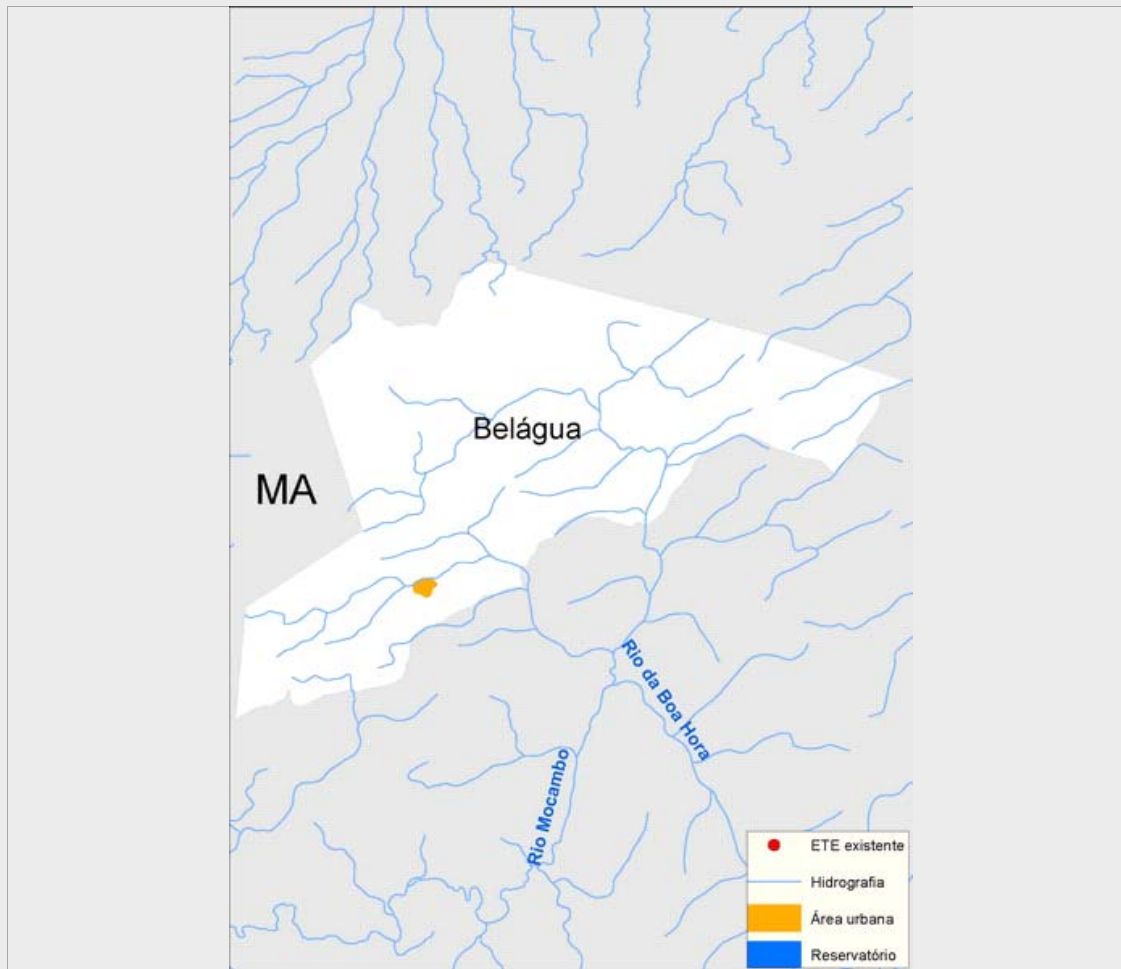 Belágua
MA
Rio da Boa Hora
Rio Mocambo
ETE existente
Hidrografia
Área urbana
Reservatório